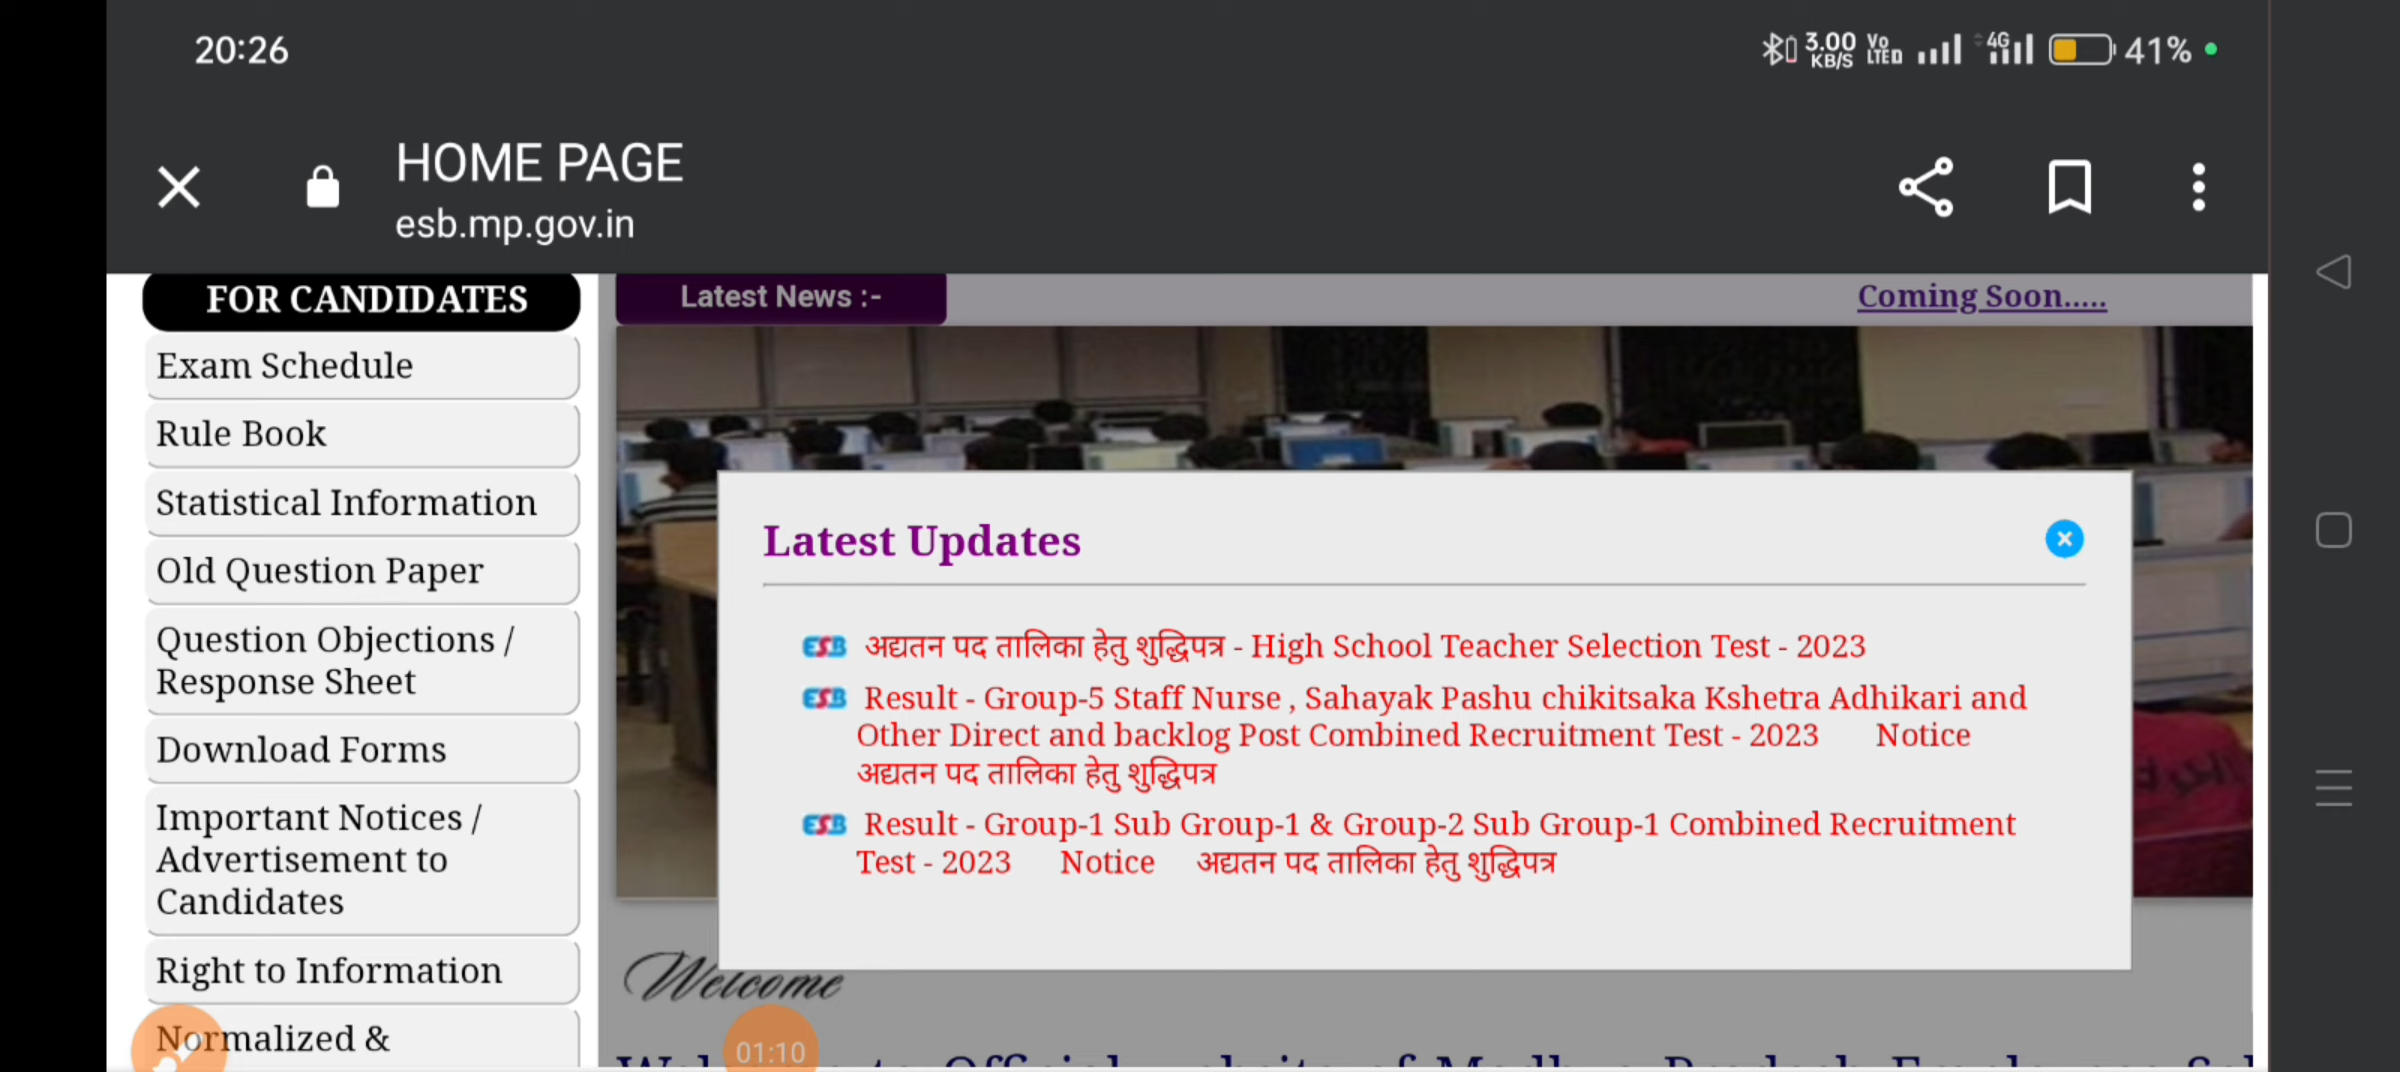 20:26
3.00 KB/S
Vo LTED
4G
41%
HOME PAGE
esb.mp.gov.in
FOR CANDIDATES
Exam Schedule
Rule Book
Statistical Information
Old Question Paper
Question Objections /
Response Sheet
Download Forms
Important Notices /
Advertisement to
Candidates
Right to Information
Normalized &
Latest News :-
Coming Soon.....
Latest Updates
ESB अद्यतन पद तालिका हेतु शुद्धिपत्र - High School Teacher Selection Test - 2023
ESB Result - Group-5 Staff Nurse , Sahayak Pashu chikitsaka Kshetra Adhikari and
Other Direct and backlog Post Combined Recruitment Test - 2023 Notice
अद्यतन पद तालिका हेतु शुद्धिपत्र
ESB Result - Group-1 Sub Group-1 & Group-2 Sub Group-1 Combined Recruitment
Test - 2023 Notice अद्यतन पद तालिका हेतु शुद्धिपत्र
Welcome
01:10